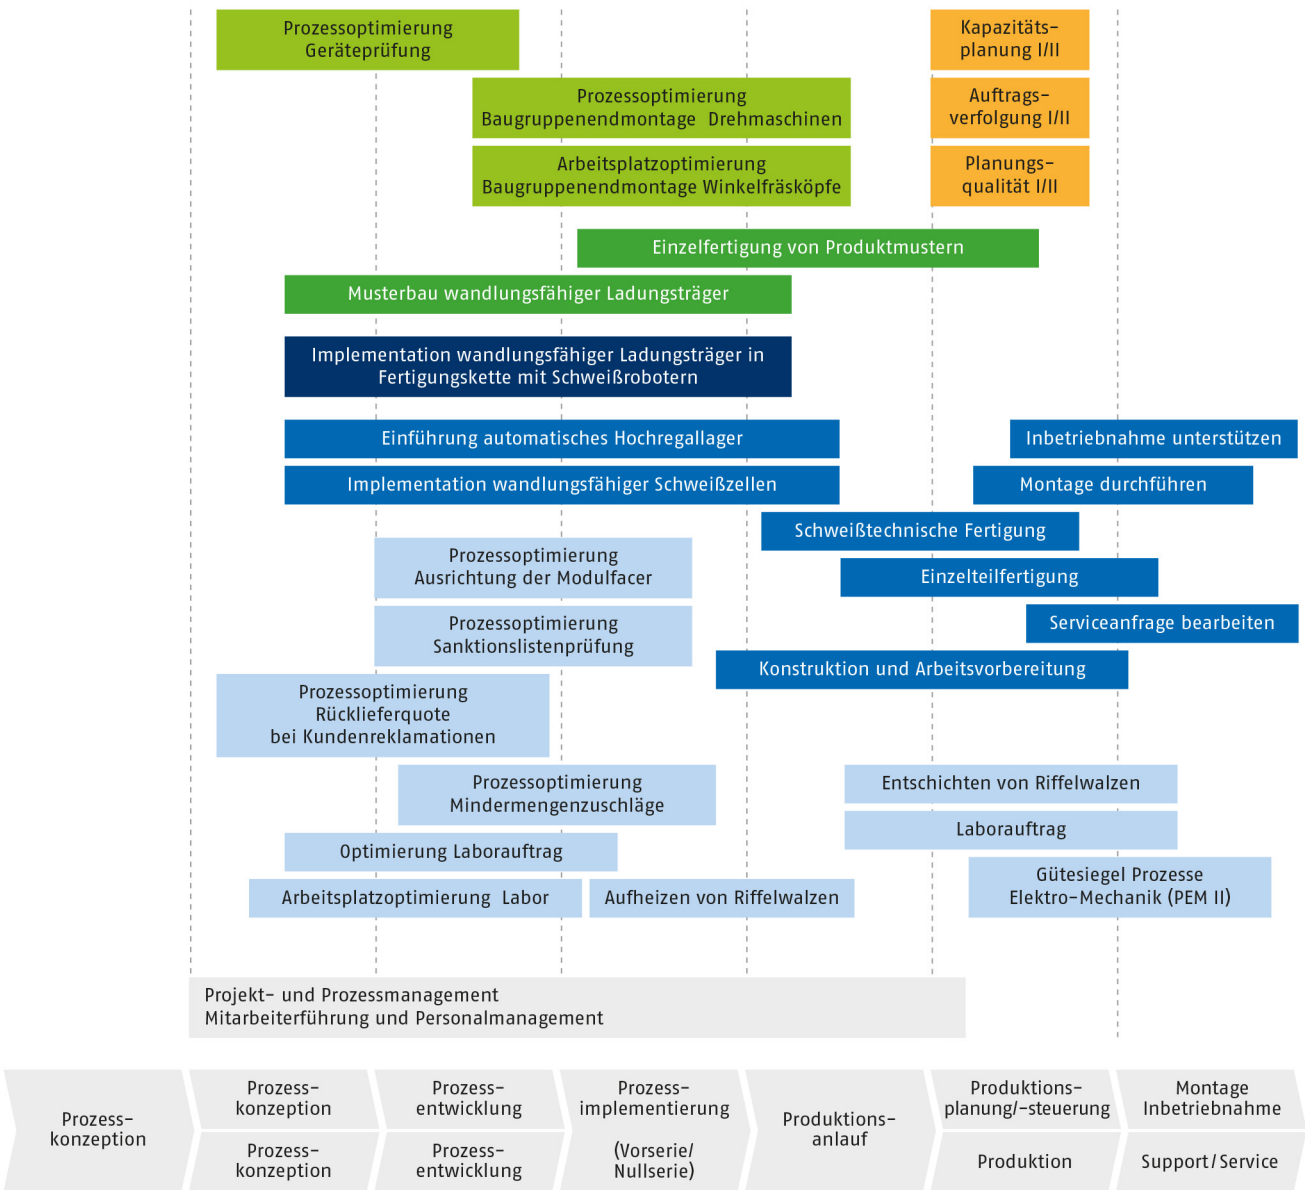 Prozessoptimierung
Geräteprüfung
Kapazitäts-
planung I/II
Prozessoptimierung
Baugruppenendmontage Drehmaschinen
Auftrags-
verfolgung I/II
Arbeitsplatzoptimierung
Baugruppenendmontage Winkelfräsköpfe
Planungs-
qualität I/II
Einzelfertigung von Produktmustern
Musterbau wandlungsfähiger Ladungsträger
Implementation wandlungsfähiger Ladungsträger in
Fertigungskette mit Schweißrobotern
Einführung automatisches Hochregallager
Inbetriebnahme unterstützen
Implementation wandlungsfähiger Schweißzellen
Montage durchführen
Schweißtechnische Fertigung
Prozessoptimierung
Ausrichtung der Modulfacer
Einzelteilfertigung
Prozessoptimierung
Sanktionslistenprüfung
Serviceanfrage bearbeiten
Konstruktion und Arbeitsvorbereitung
Prozessoptimierung
Rücklieferquote
bei Kundenreklamationen
Prozessoptimierung
Mindermengenzuschläge
Entschichten von Riffelwalzen
Laborauftrag
Optimierung Laborauftrag
Gütesiegel Prozesse
Elektro-Mechanik (PEM II)
Arbeitsplatzoptimierung Labor
Aufheizen von Riffelwalzen
Projekt- und Prozessmanagement
Mitarbeiterführung und Personalmanagement
Prozess-
konzeption
Prozess-
konzeption
Prozess-
konzeption
Prozess-
entwicklung
Prozess-
entwicklung
Prozess-
implementierung
(Vorserie/
Nullserie)
Produktions-
anlauf
Produktions-
planung/-steuerung
Produktion
Montage
Inbetriebnahme
Support/Service